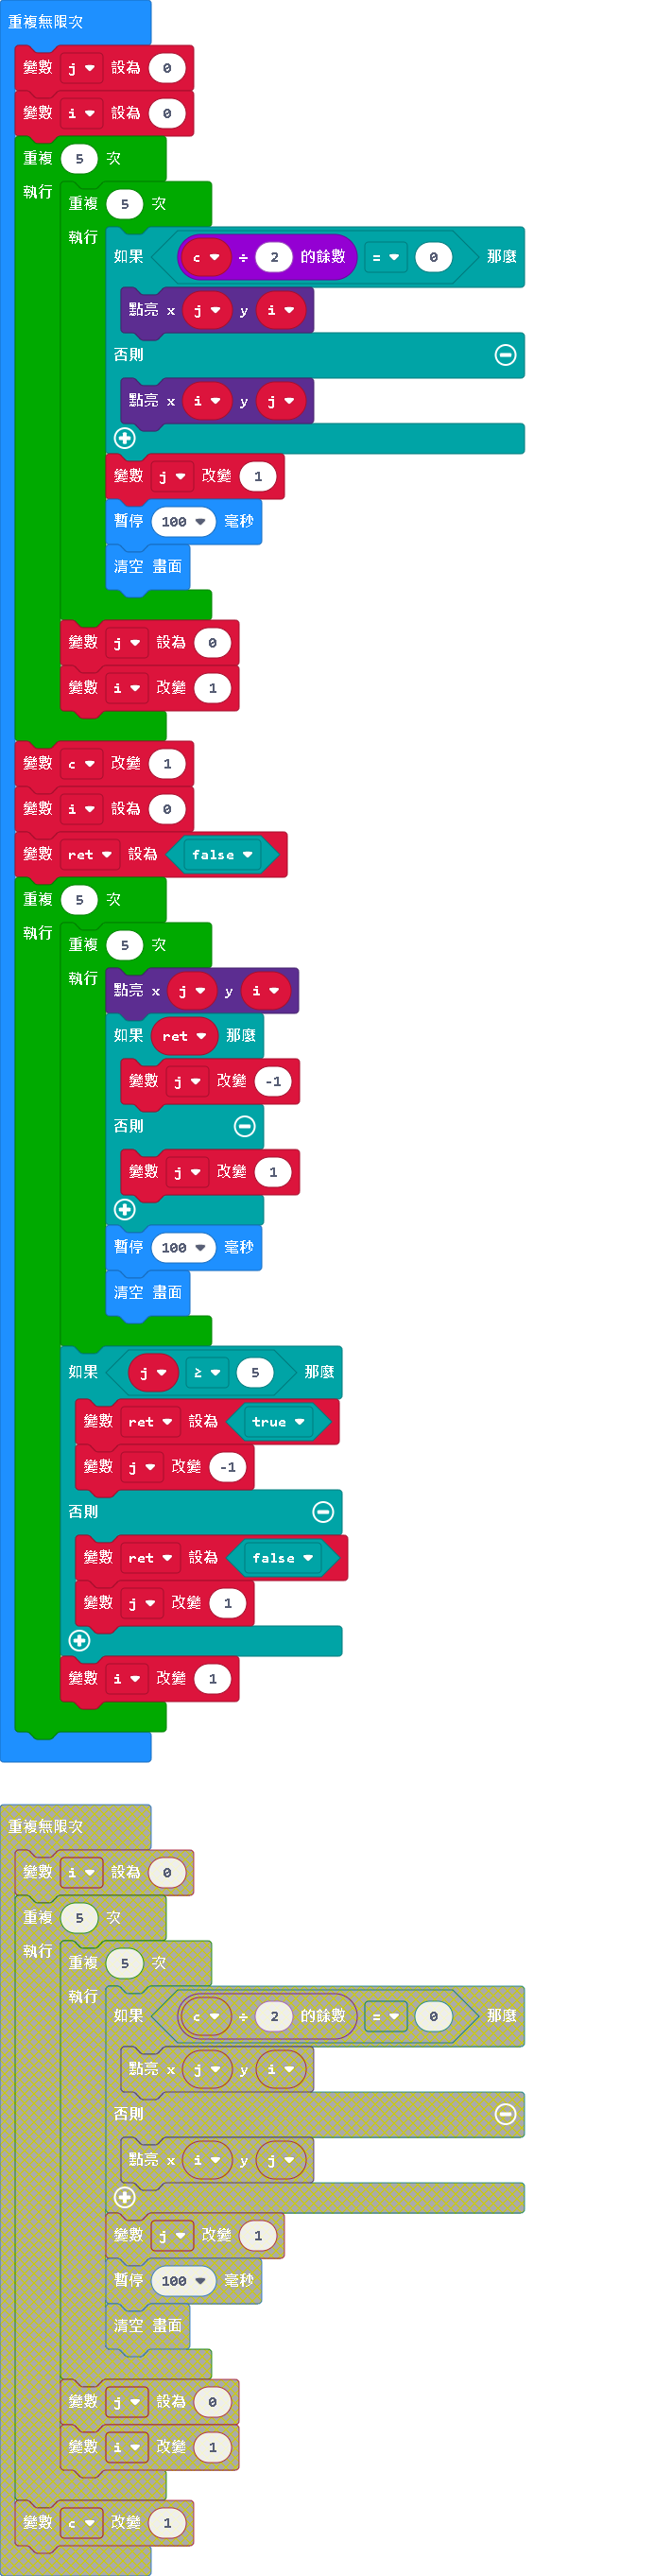 重複無限次
變數 j 設為 0
變數 i 設為 0
重複 5 次
執行 重複 5 次
執行 如果 c ÷ 2 的餘數 = 0 那麼
點亮 x j y i
否則
點亮 x i y j
變數 j 改變 1
暫停 100 毫秒
清空 畫面
變數 j 設為 0
變數 i 改變 1
變數 c 改變 1
變數 i 設為 0
變數 ret 設為 false
重複 5 次
執行 重複 5 次
執行 點亮 x j y i
如果 ret 那麼
變數 j 改變 -1
否則
變數 j 改變 1
暫停 100 毫秒
清空 畫面
如果 j ≥ 5 那麼
變數 ret 設為 true
變數 j 改變 -1
否則
變數 ret 設為 false
變數 j 改變 1
變數 i 改變 1
重複無限次
變數 i 設為 0
重複 5 次
執行 重複 5 次
執行 如果 c ÷ 2 的餘數 = 0 那麼
點亮 x j y i
否則
點亮 x i y j
變數 j 改變 1
暫停 100 毫秒
清空 畫面
變數 j 設為 0
變數 i 改變 1
變數 c 改變 1